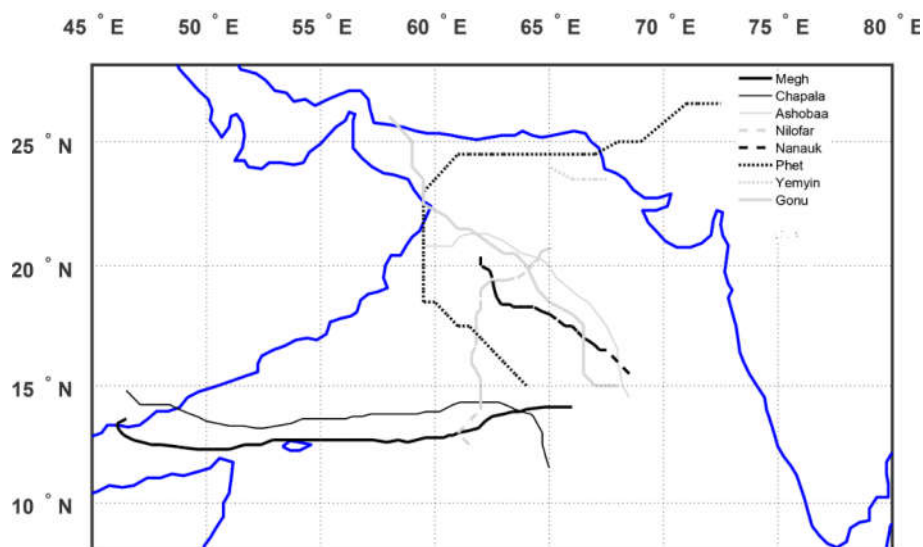 45 ° E 50 ° E 55 ° E 60 ° E 65 ° E 70 ° E 75 ° E 80 ° E
Megh
Chapala
Ashobaa
Nilofar
Nanauk
Phet
Yemyin
Gonu
25 ° N
20 ° N
15 ° N
10 ° N